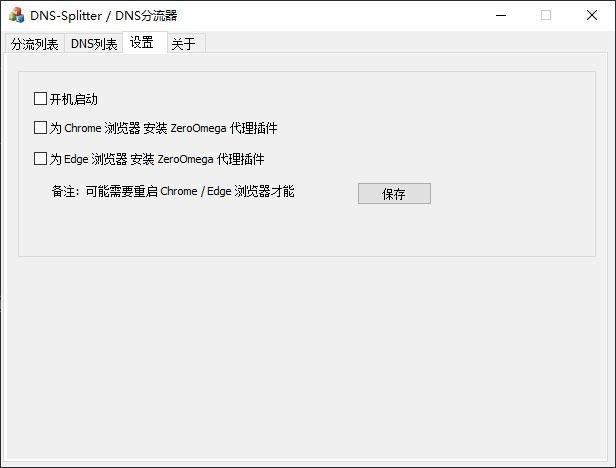 DNS-Splitter / DNS分流器
分流列表 DNS列表 设置 关于
开机启动
为 Chrome 浏览器 安装 ZeroOmega 代理插件
为 Edge 浏览器 安装 ZeroOmega 代理插件
备注：可能需要重启 Chrome / Edge 浏览器才能 保存